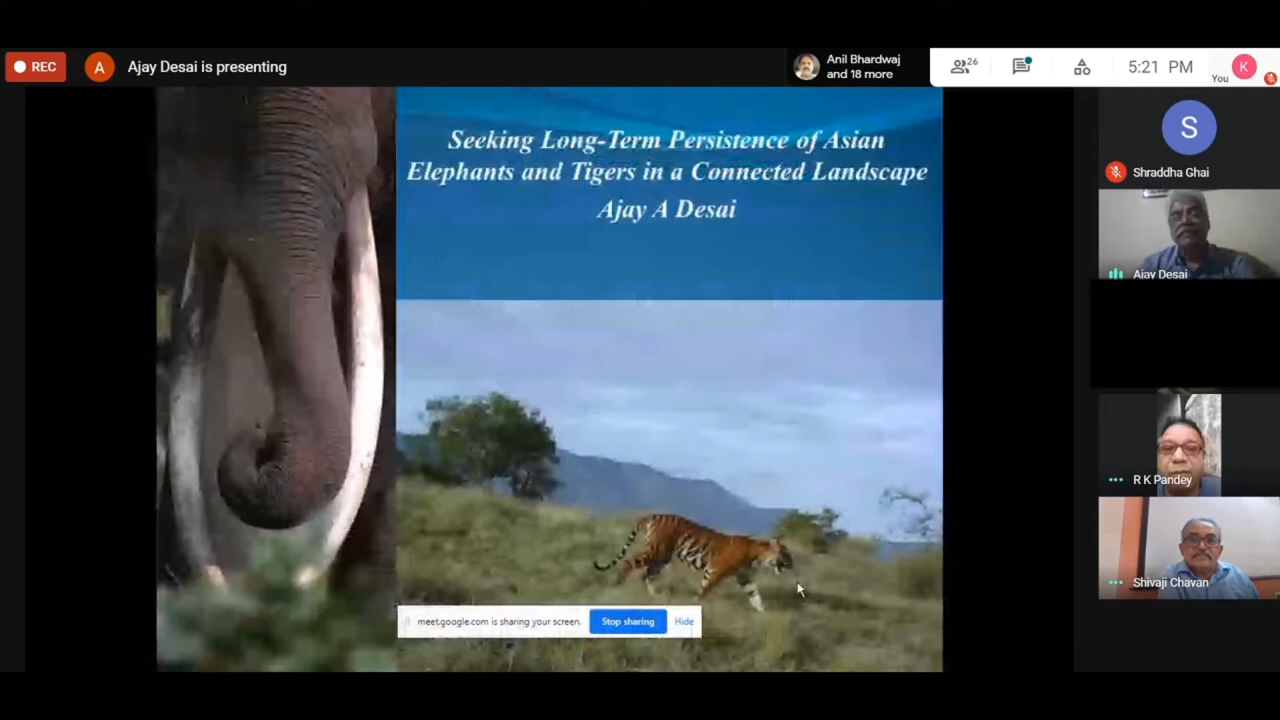 REC
A
Ajay Desai is presenting
Anil Bhardwaj
and 18 more
26
5:21 PM
You
K
Seeking Long-Term Persistence of Asian
Elephants and Tigers in a Connected Landscape
Ajay A Desai
S
Shraddha Ghai
Ajay Desai
R K Pandey
Shivaji Chavan
meet.google.com is sharing your screen.
Stop sharing
Hide